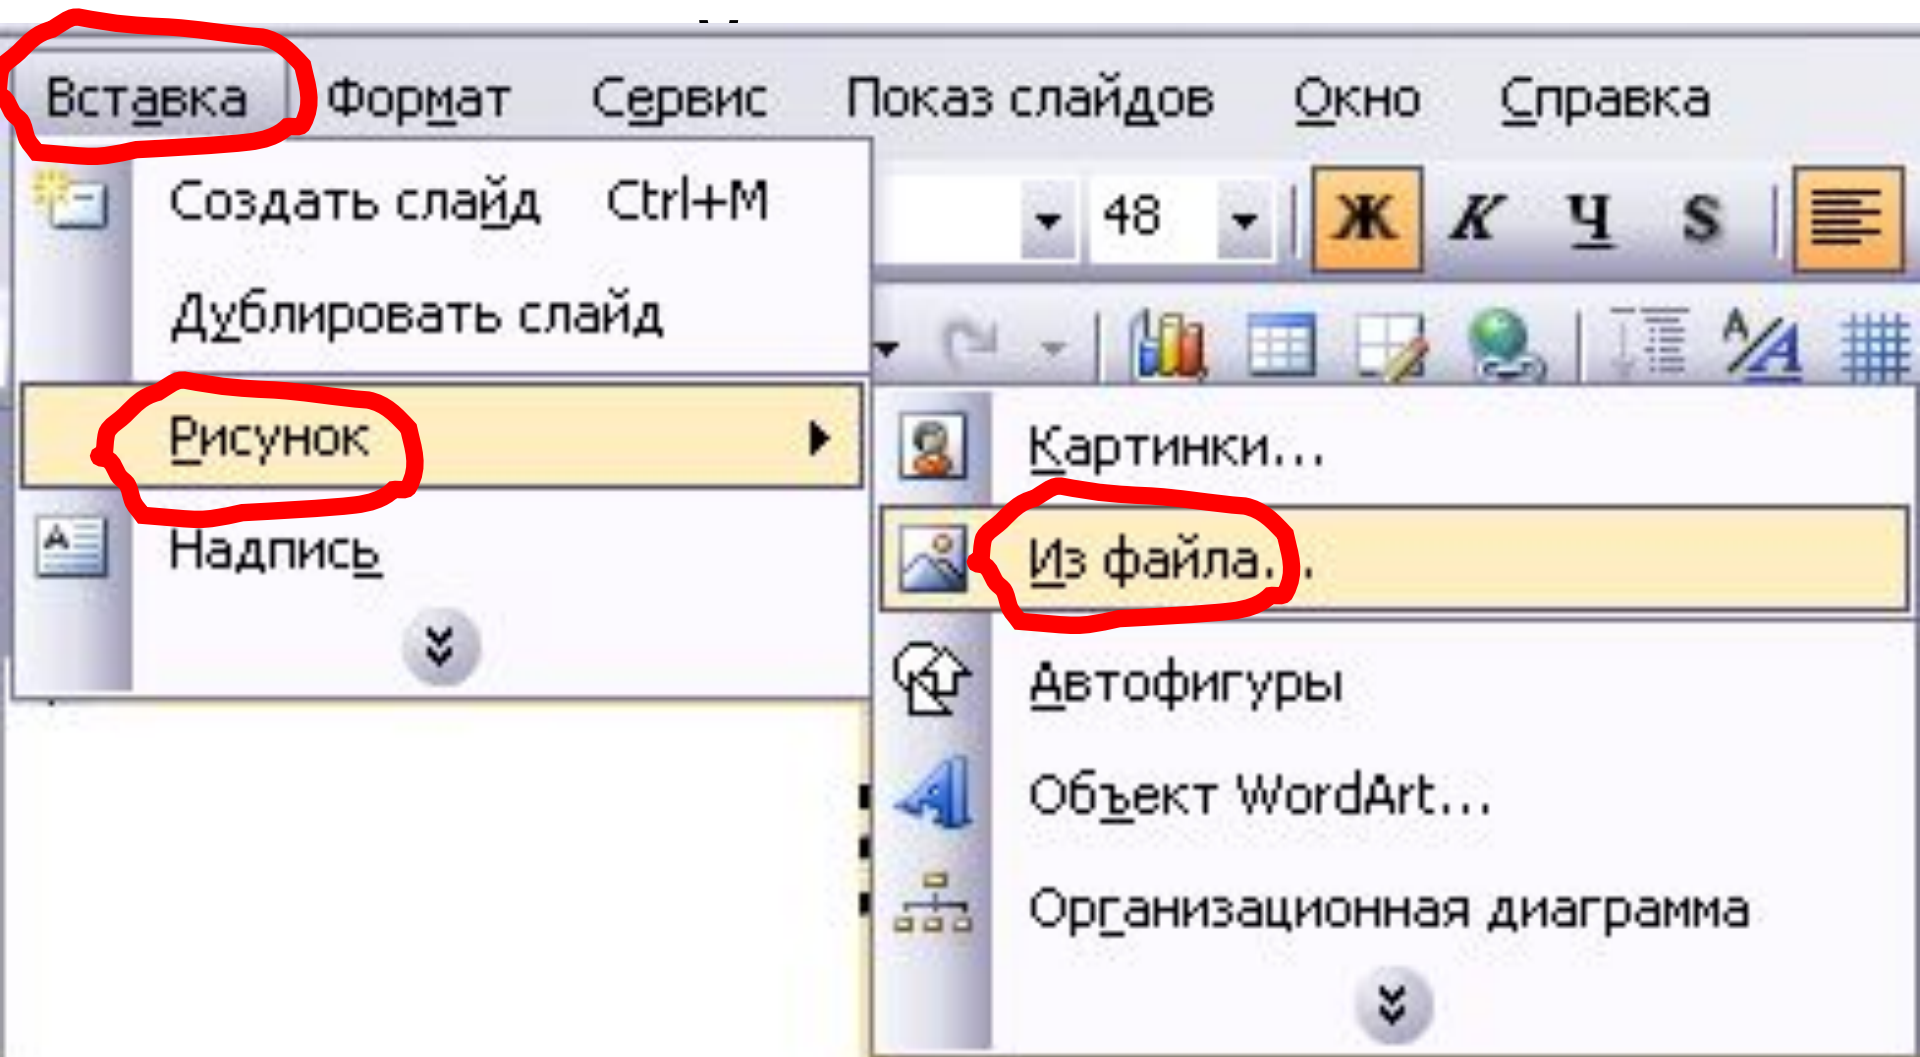 Вставка Формат Сервис Показ слайдов Окно Справка
Создать слайд Ctrl+M
48 Ж К Ч S
Дублировать слайд
Рисунок
Надпись
Картинки...
Из файла...
Автофигуры
Объект WordArt...
Организационная диаграмма